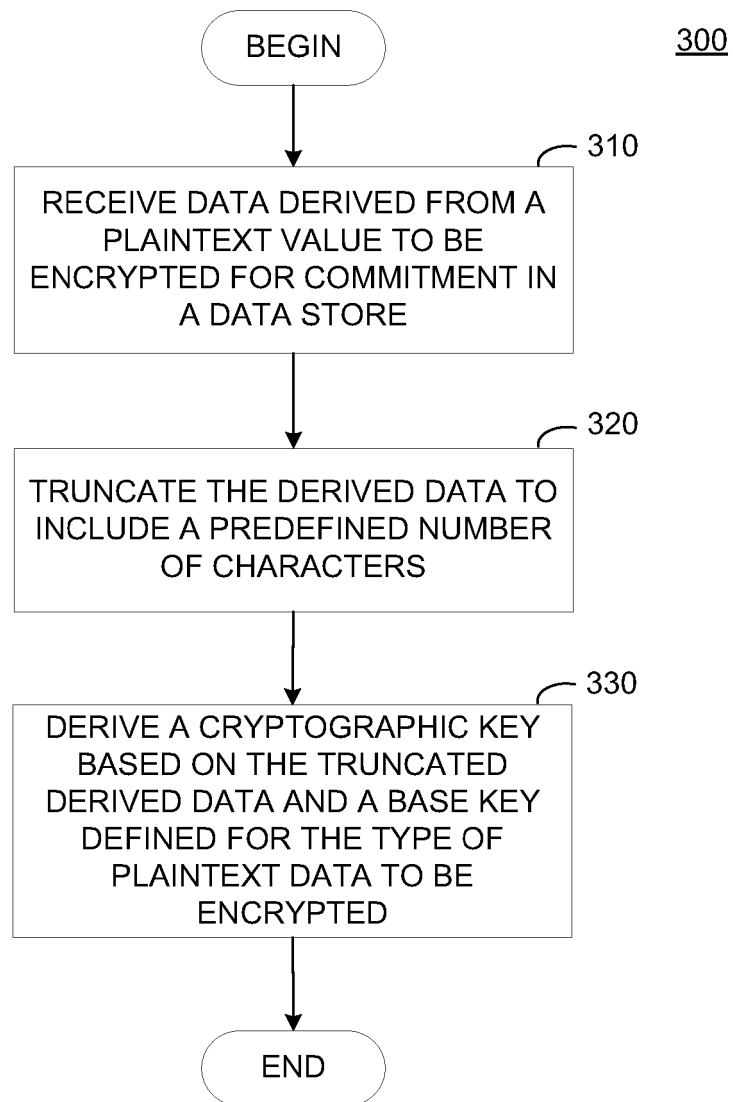 BEGIN
300
310
RECEIVE DATA DERIVED FROM A
PLAINTEXT VALUE TO BE
ENCRYPTED FOR COMMITMENT IN
A DATA STORE
320
TRUNCATE THE DERIVED DATA TO
INCLUDE A PREDEFINED NUMBER
OF CHARACTERS
330
DERIVE A CRYPTOGRAPHIC KEY
BASED ON THE TRUNCATED
DERIVED DATA AND A BASE KEY
DEFINED FOR THE TYPE OF
PLAINTEXT DATA TO BE
ENCRYPTED
END